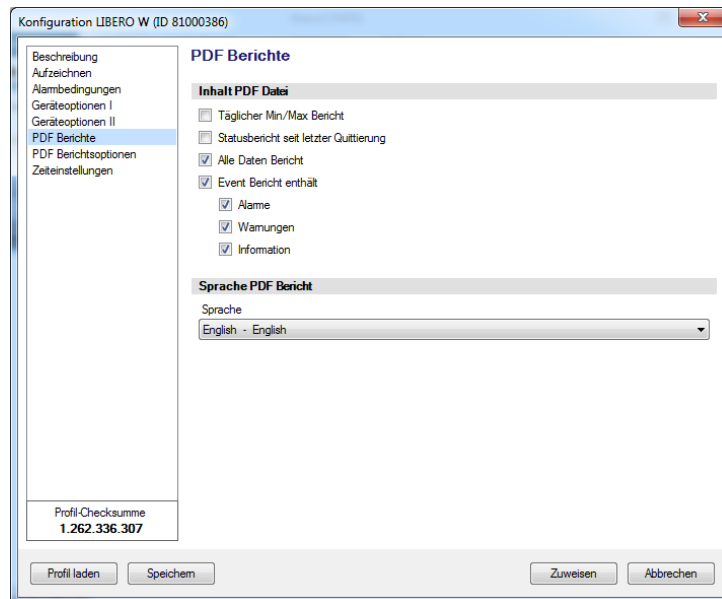 Konfiguration LIBERO W (ID 81000386)
Beschreibung
Aufzeichnen
Alarmbedingungen
Geräteoptionen I
Geräteoptionen II
PDF Berichte
PDF Berichtsoptionen
Zeiteinstellungen
Profil-Checksumme
1.262.336.307
PDF Berichte
Inhalt PDF Datei
Täglicher Min/Max Bericht
Statusbericht seit letzter Quittierung
Alle Daten Bericht
Event Bericht enthält
Alarme
Warnungen
Information
Sprache PDF Bericht
Sprache
English - English
Profil laden
Speichern
Zuweisen
Abbrechen